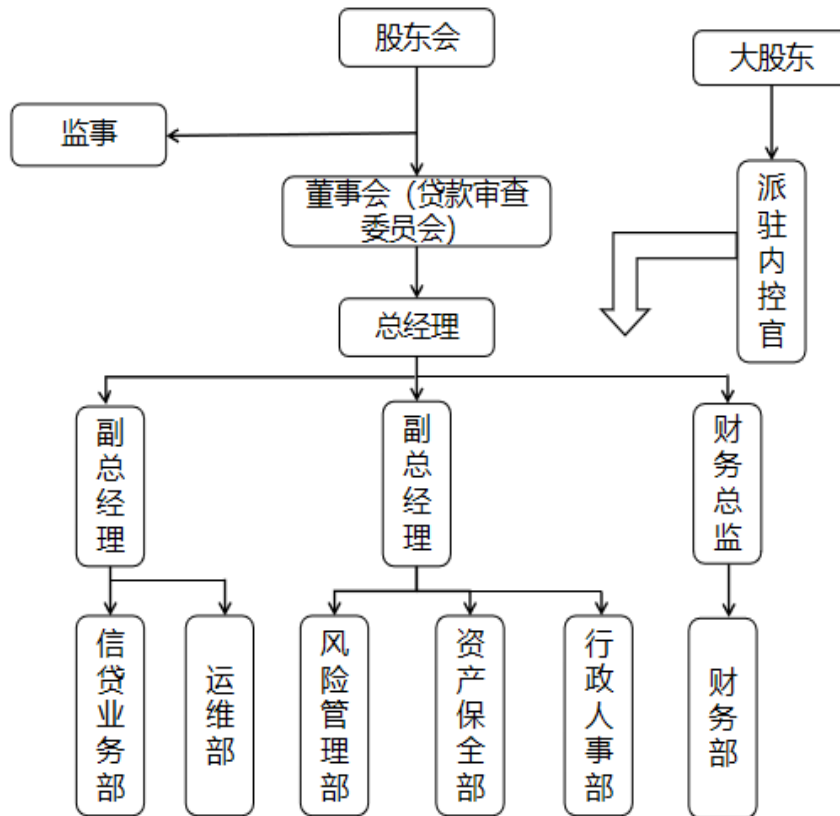 股东会
大股东
监事
董事会（贷款审查
委员会）
派驻内控官
总经理
副总经理
副总经理
财务总监
信贷业务部
运维部
风险管理部
资产保全部
行政人事部
财务部